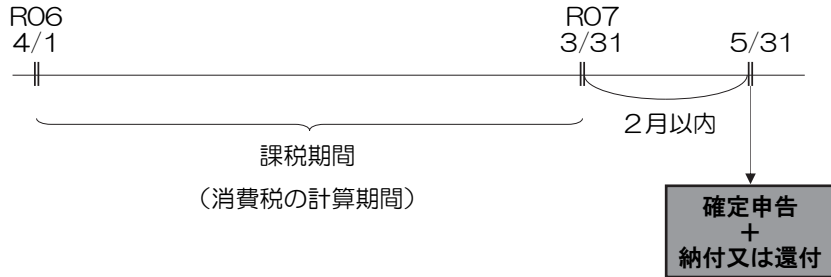 R06
4/1
R07
3/31
5/31
2月以内
課税期間
（消費税の計算期間）
確定申告
＋
納付又は還付